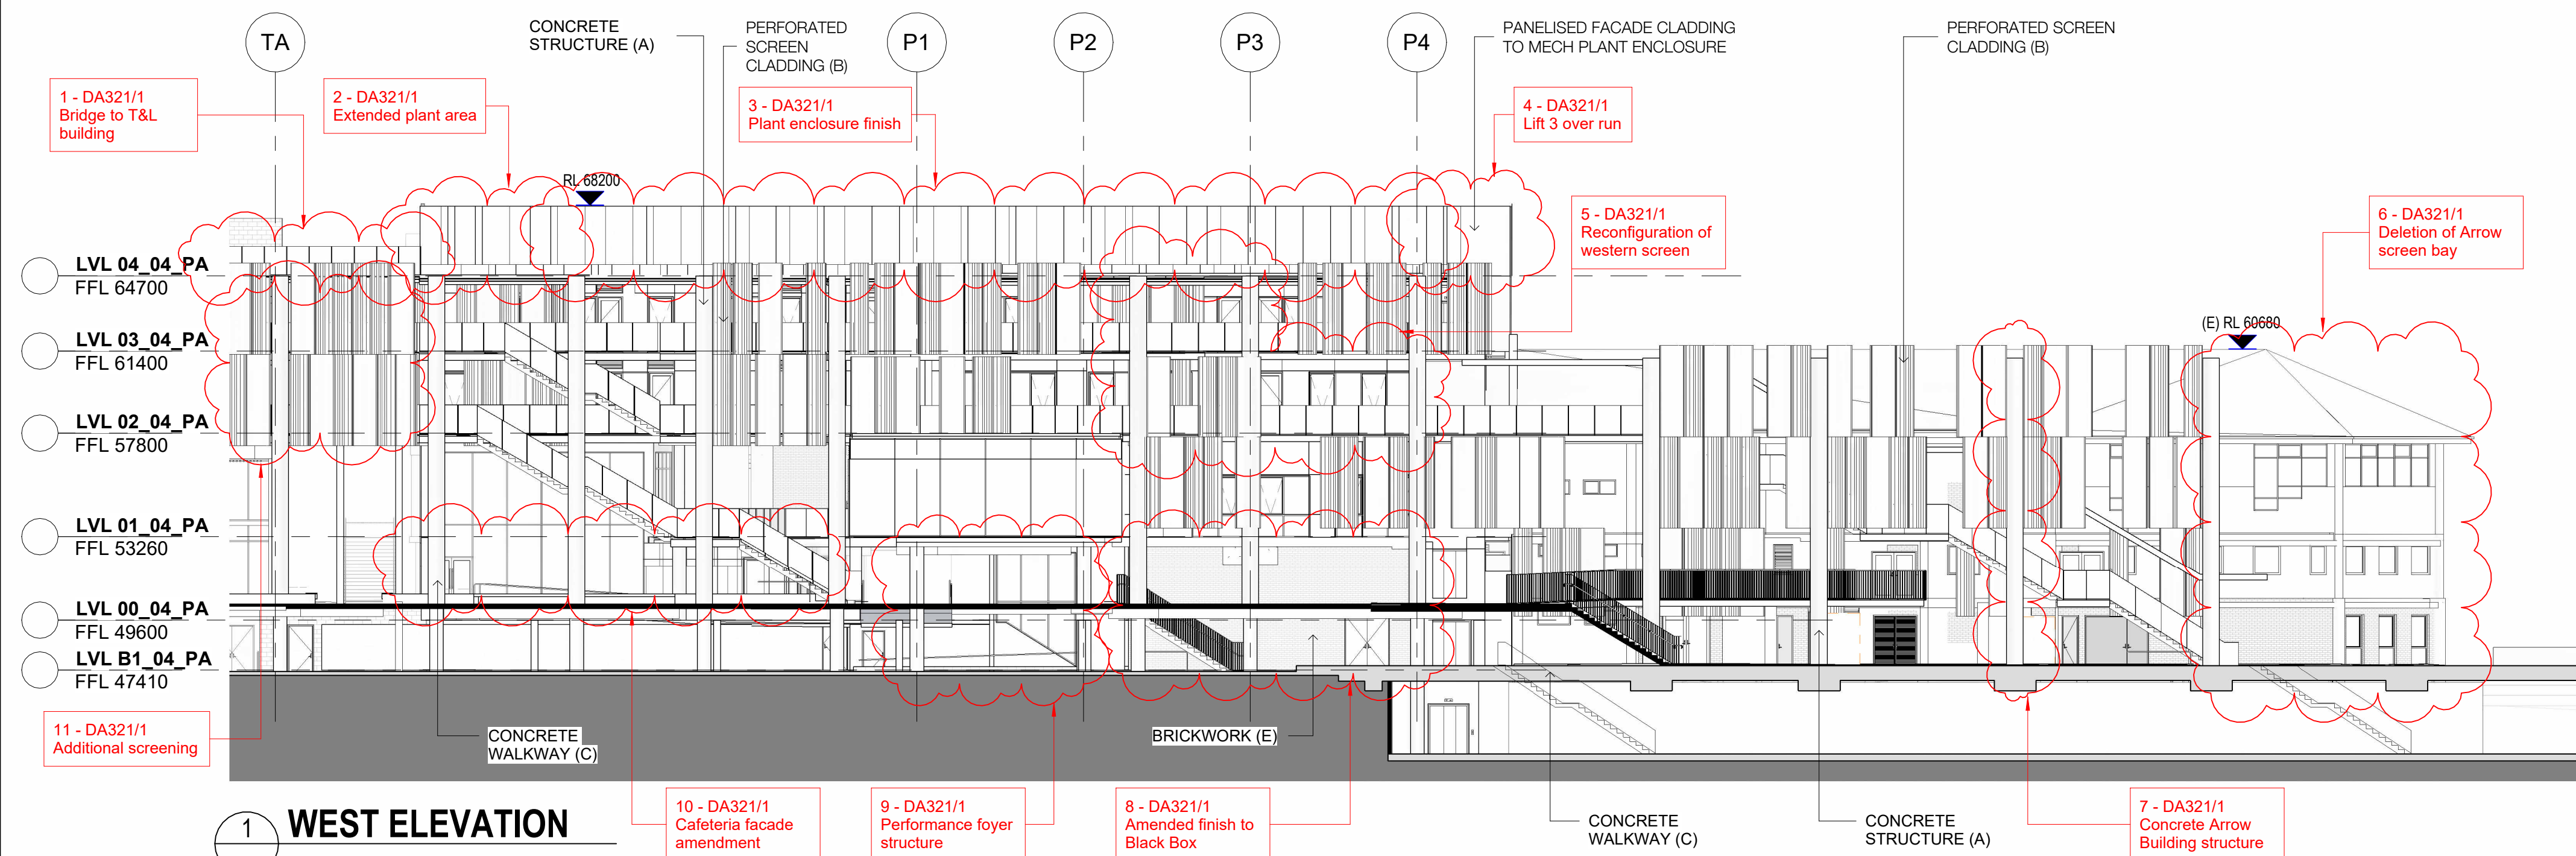 TA
CONCRETE
STRUCTURE (A)
PERFORATED
SCREEN
CLADDING (B)
P1
P2
P3
P4
PANELISED FACADE CLADDING
TO MECH PLANT ENCLOSURE
PERFORATED SCREEN
CLADDING (B)
1 - DA321/1
Bridge to T&L
building
2 - DA321/1
Extended plant area
3 - DA321/1
Plant enclosure finish
4 - DA321/1
Lift 3 over run
RL 68200
5 - DA321/1
Reconfiguration of
western screen
6 - DA321/1
Deletion of Arrow
screen bay
(E) RL 60680
LVL 04_04_PA
FFL 64700
LVL 03_04_PA
FFL 61400
LVL 02_04_PA
FFL 57800
LVL 01_04_PA
FFL 53260
LVL 00_04_PA
FFL 49600
LVL B1_04_PA
FFL 47410
11 - DA321/1
Additional screening
CONCRETE
WALKWAY (C)
BRICKWORK (E)
10 - DA321/1
Cafeteria facade
amendment
9 - DA321/1
Performance foyer
structure
8 - DA321/1
Amended finish to
Black Box
CONCRETE
WALKWAY (C)
CONCRETE
STRUCTURE (A)
7 - DA321/1
Concrete Arrow
Building structure
1
WEST ELEVATION